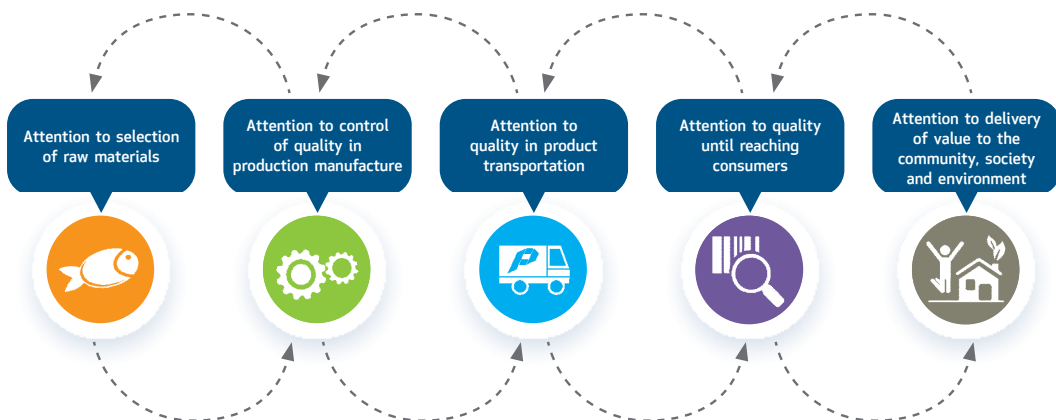 Attention to selection
of raw materials
Attention to control
of quality in
production manufacture
Attention to
quality in product
transportation
Attention to quality
until reaching
consumers
Attention to delivery
of value to the
community, society
and environment
P